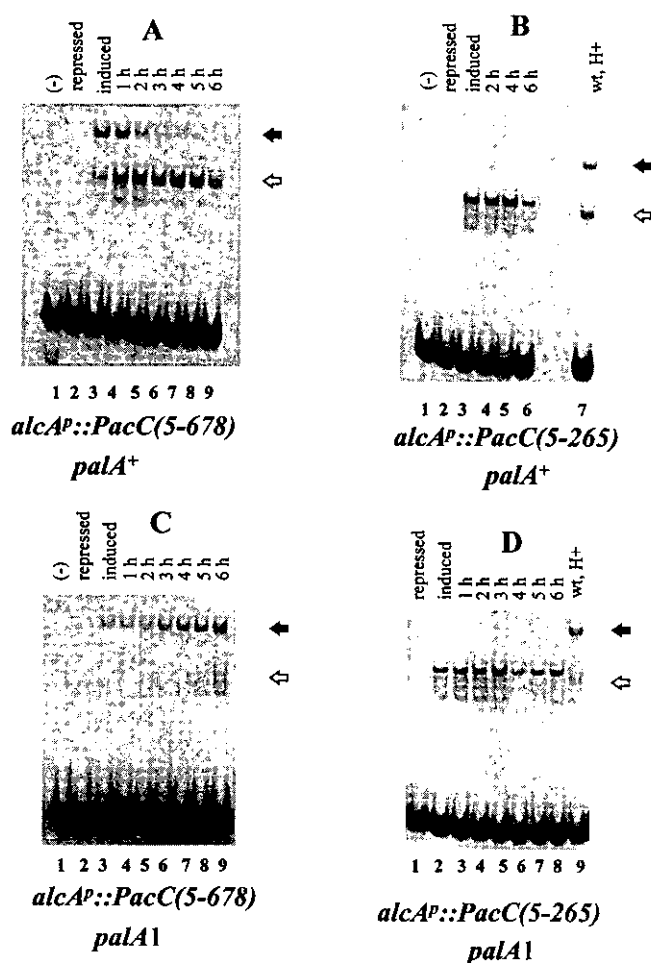 A
(-)
repressed
induced
1 h
2 h
3 h
4 h
5 h
6 h
1 2 3 4 5 6 7 8 9
alcAᵖ::PacC(5-678)
palA⁺
B
(-)
repressed
induced
2 h
4 h
6 h
wt, H+
1 2 3 4 5 6 7
alcAᵖ::PacC(5-265)
palA⁺
C
(-)
repressed
induced
1 h
2 h
3 h
4 h
5 h
6 h
1 2 3 4 5 6 7 8 9
alcAᵖ::PacC(5-678)
palA1
D
repressed
induced
1 h
2 h
3 h
4 h
5 h
6 h
wt, H+
1 2 3 4 5 6 7 8 9
alcAᵖ::PacC(5-265)
palA1